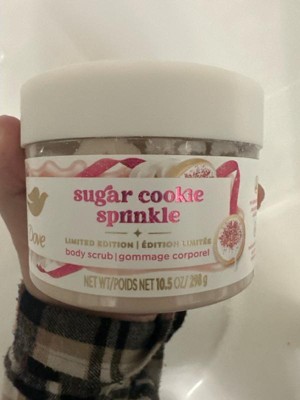 sugar cookie
sprinkle
Dove
LIMITED EDITION | ÉDITION LIMITÉE
body scrub | gommage corporel
NET WT/POIDS NET 10.5 OZ/ 298 g